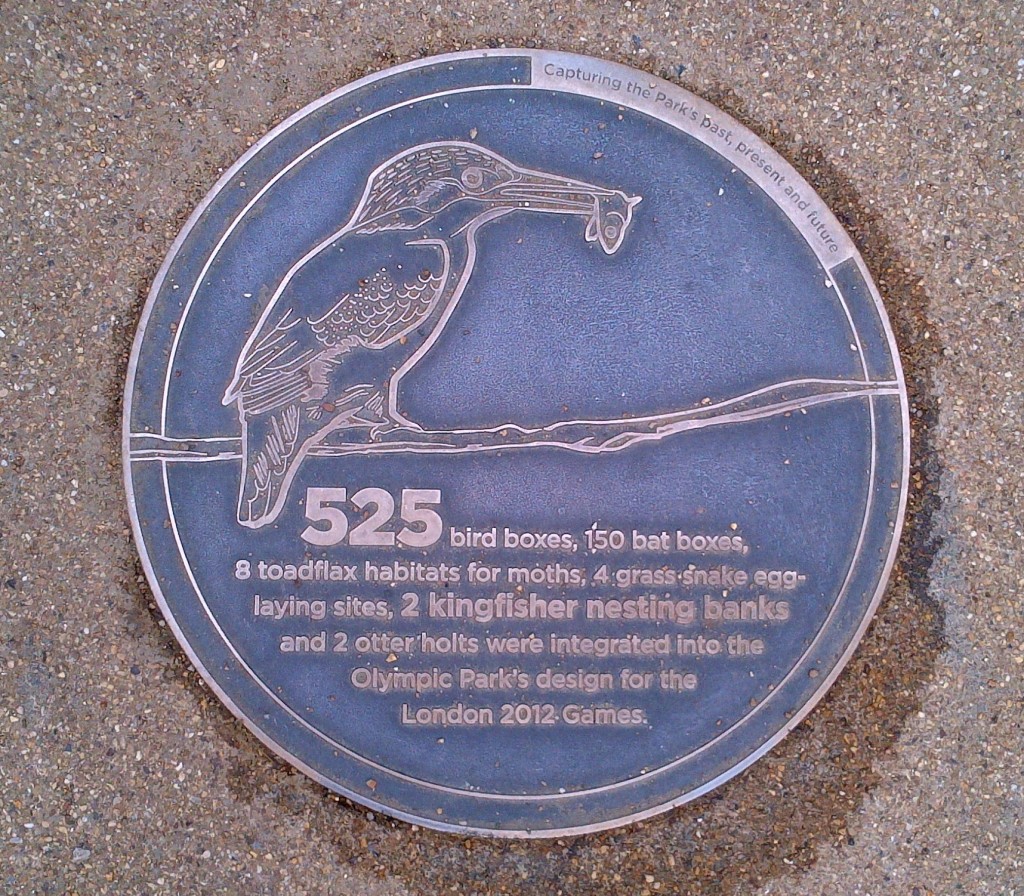 Capturing the Park's past, present and future
525 bird boxes, 150 bat boxes,
8 toadflax habitats for moths, 4 grass snake egg-
laying sites, 2 kingfisher nesting banks
and 2 otter holts were integrated into the
Olympic Park's design for the
London 2012 Games.